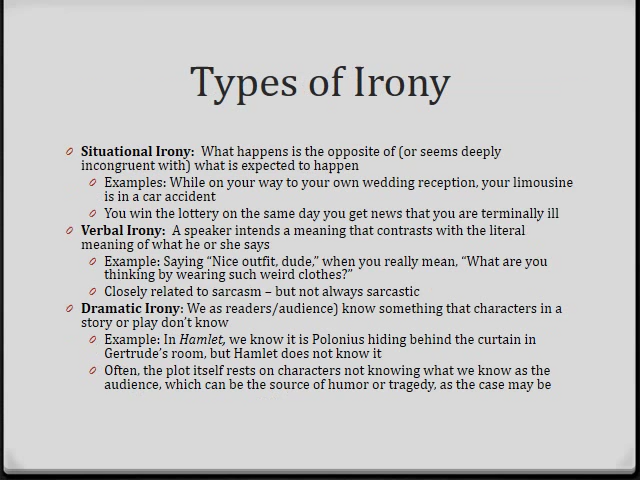 Types of Irony
Situational Irony: What happens is the opposite of (or seems deeply
incongruent with) what is expected to happen
Examples: While on your way to your own wedding reception, your limousine
is in a car accident
You win the lottery on the same day you get news that you are terminally ill
Verbal Irony: A speaker intends a meaning that contrasts with the literal
meaning of what he or she says
Example: Saying “Nice outfit, dude,” when you really mean, “What are you
thinking by wearing such weird clothes?”
Closely related to sarcasm – but not always sarcastic
Dramatic Irony: We as readers/audience) know something that characters in a
story or play don’t know
Example: In Hamlet, we know it is Polonius hiding behind the curtain in
Gertrude’s room, but Hamlet does not know it
Often, the plot itself rests on characters not knowing what we know as the
audience, which can be the source of humor or tragedy, as the case may be